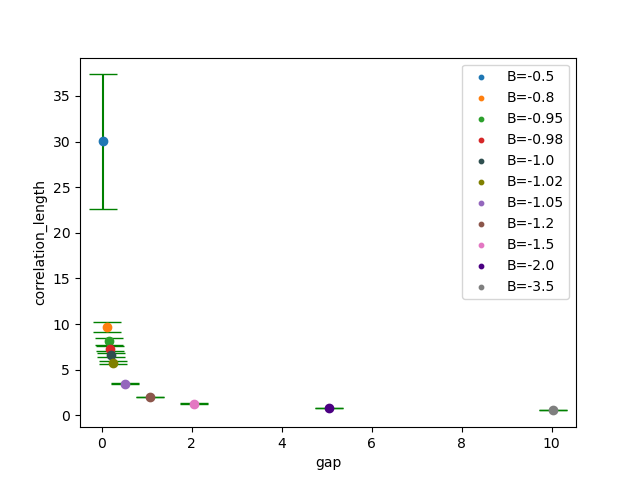 B=-0.5
B=-0.8
B=-0.95
B=-0.98
B=-1.0
B=-1.02
B=-1.05
B=-1.2
B=-1.5
B=-2.0
B=-3.5
35
30
25
20
15
10
5
0
correlation_length
0 2 4 6 8 10
gap